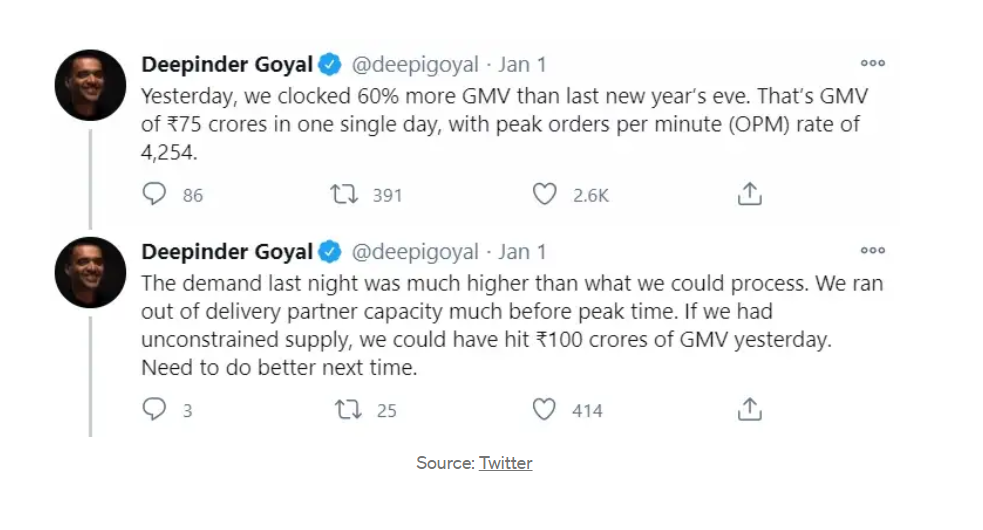 Deepinder Goyal @deepigoyal · Jan 1
Yesterday, we clocked 60% more GMV than last new year's eve. That's GMV
of ₹75 crores in one single day, with peak orders per minute (OPM) rate of
4,254.
86 391 2.6K
Deepinder Goyal @deepigoyal · Jan 1
The demand last night was much higher than what we could process. We ran
out of delivery partner capacity much before peak time. If we had
unconstrained supply, we could have hit ₹100 crores of GMV yesterday.
Need to do better next time.
3 25 414
Source: Twitter